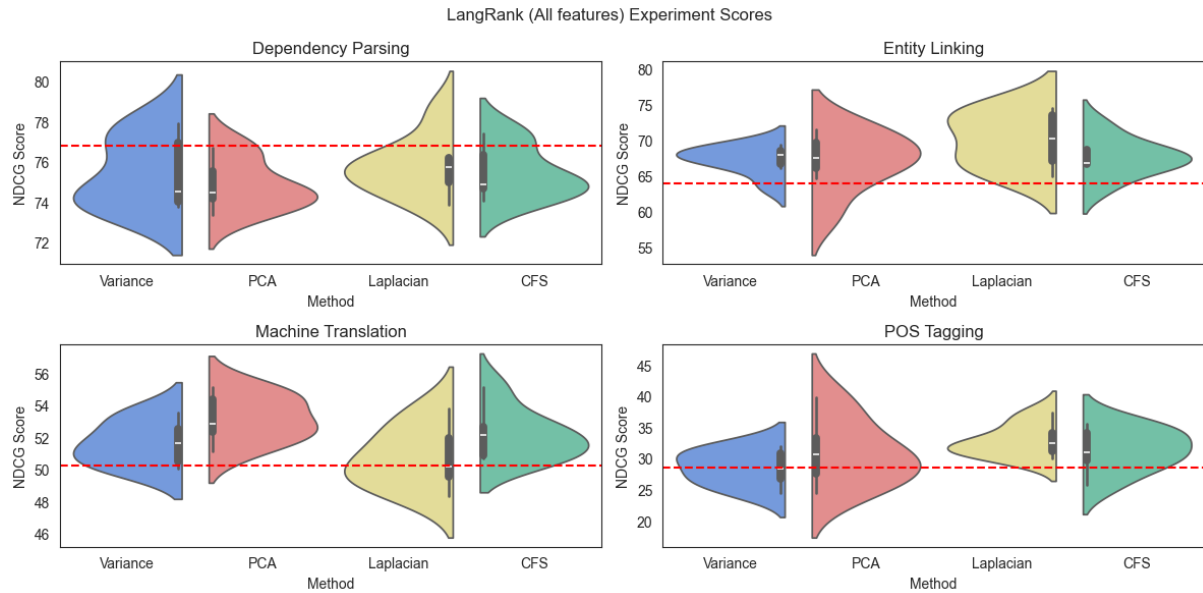 LangRank (All features) Experiment Scores
Dependency Parsing
NDCG Score
80
78
76
74
72
Variance PCA Laplacian CFS
Method
Entity Linking
NDCG Score
80
75
70
65
60
55
Variance PCA Laplacian CFS
Method
Machine Translation
NDCG Score
56
54
52
50
48
46
Variance PCA Laplacian CFS
Method
POS Tagging
NDCG Score
45
40
35
30
25
20
Variance PCA Laplacian CFS
Method